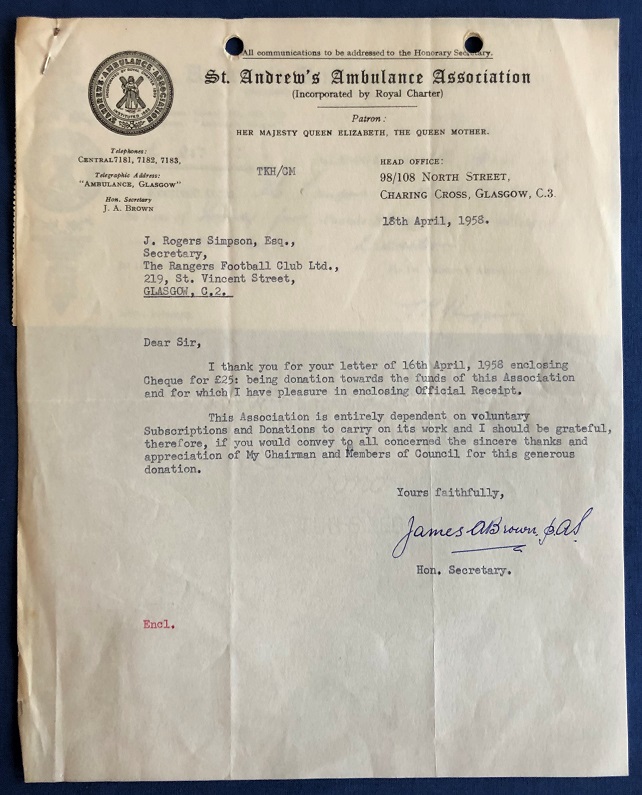 All communications to be addressed to the Honorary Secretary.
St. Andrew's Ambulance Association
(Incorporated by Royal Charter)
Patron:
HER MAJESTY QUEEN ELIZABETH, THE QUEEN MOTHER.
Telephones:
CENTRAL 7181, 7182, 7183,
Telegraphic Address:
"AMBULANCE, GLASGOW"
Hon. Secretary
J. A. BROWN
TKH/CM
HEAD OFFICE:
98/108 NORTH STREET,
CHARING CROSS, GLASGOW, C.3.
18th April, 1958.
J. Rogers Simpson, Esq.,
Secretary,
The Rangers Football Club Ltd.,
219, St. Vincent Street,
GLASGOW, C.2.
Dear Sir,
I thank you for your letter of 16th April, 1958 enclosing
Cheque for £25: being donation towards the funds of this Association
and for which I have pleasure in enclosing Official Receipt.
This Association is entirely dependent on voluntary
Subscriptions and Donations to carry on its work and I should be grateful,
therefore, if you would convey to all concerned the sincere thanks and
appreciation of My Chairman and Members of Council for this generous
donation.
Yours faithfully,
James A Brown
Hon. Secretary.
Encl.